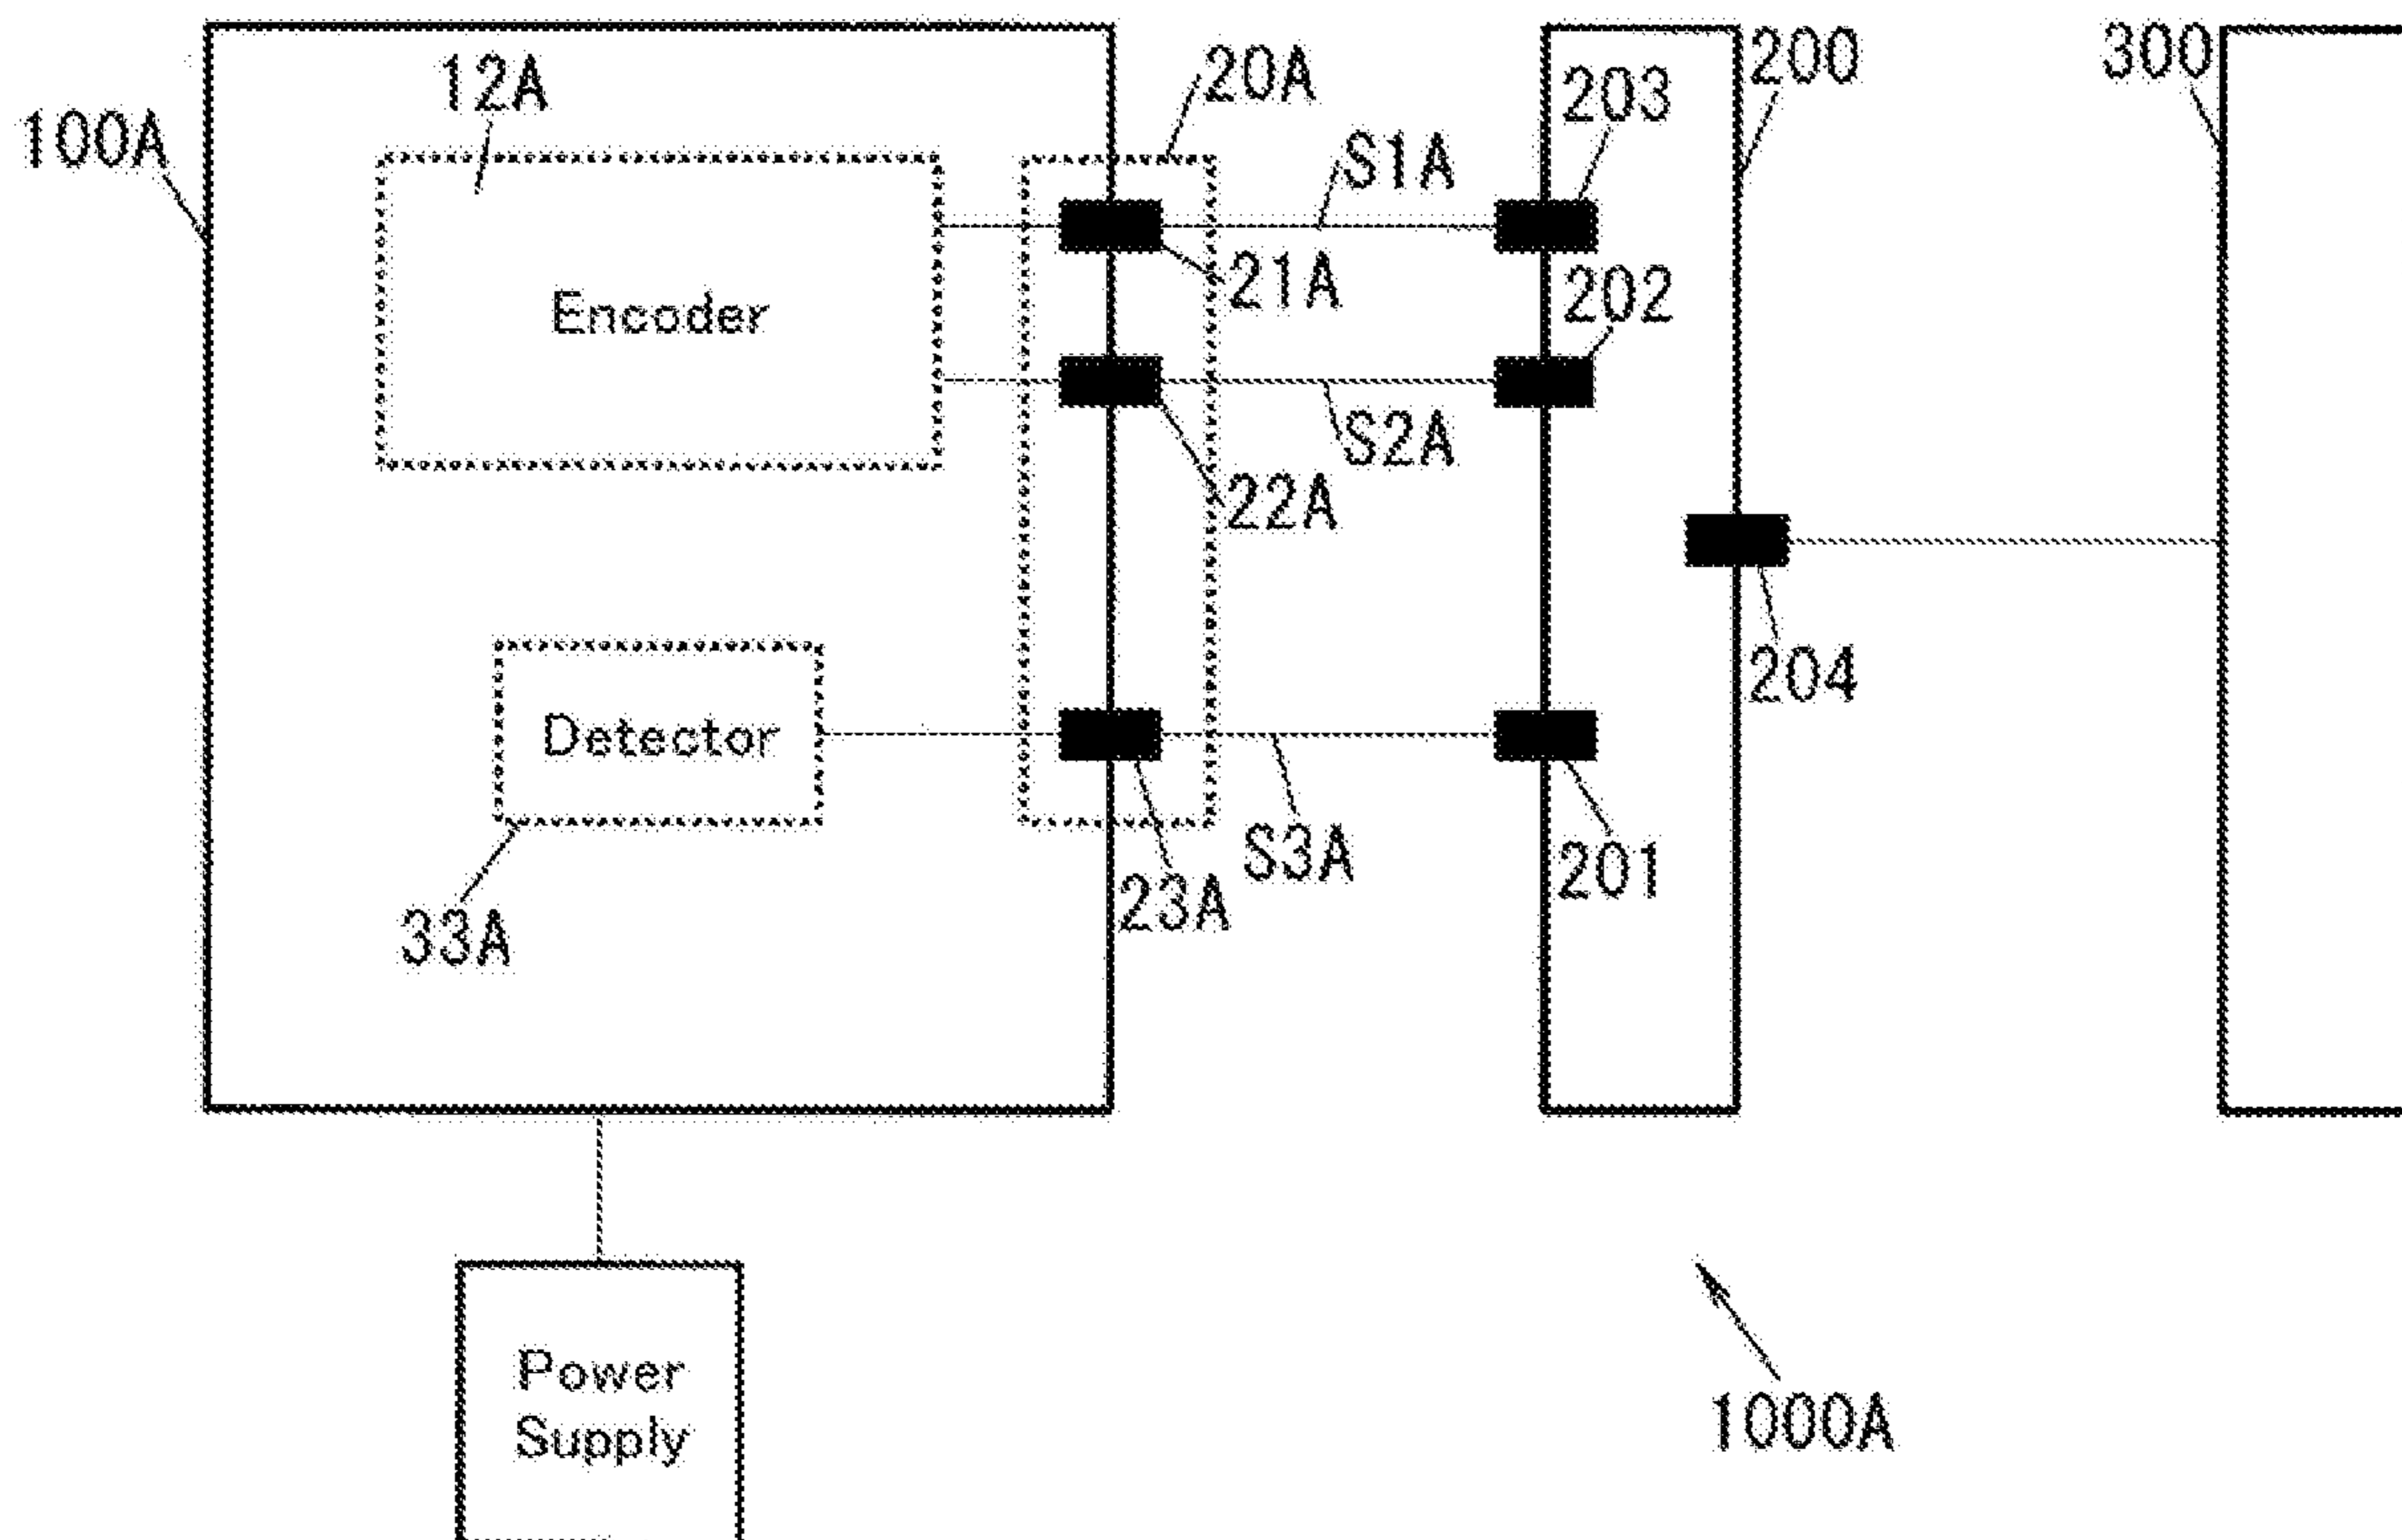 300
200
20A
203
12A
100A
S1A
21A
202
Encoder
S2A
22A
204
Detector
S3A
201
23A
33A
Power
Supply
1000A